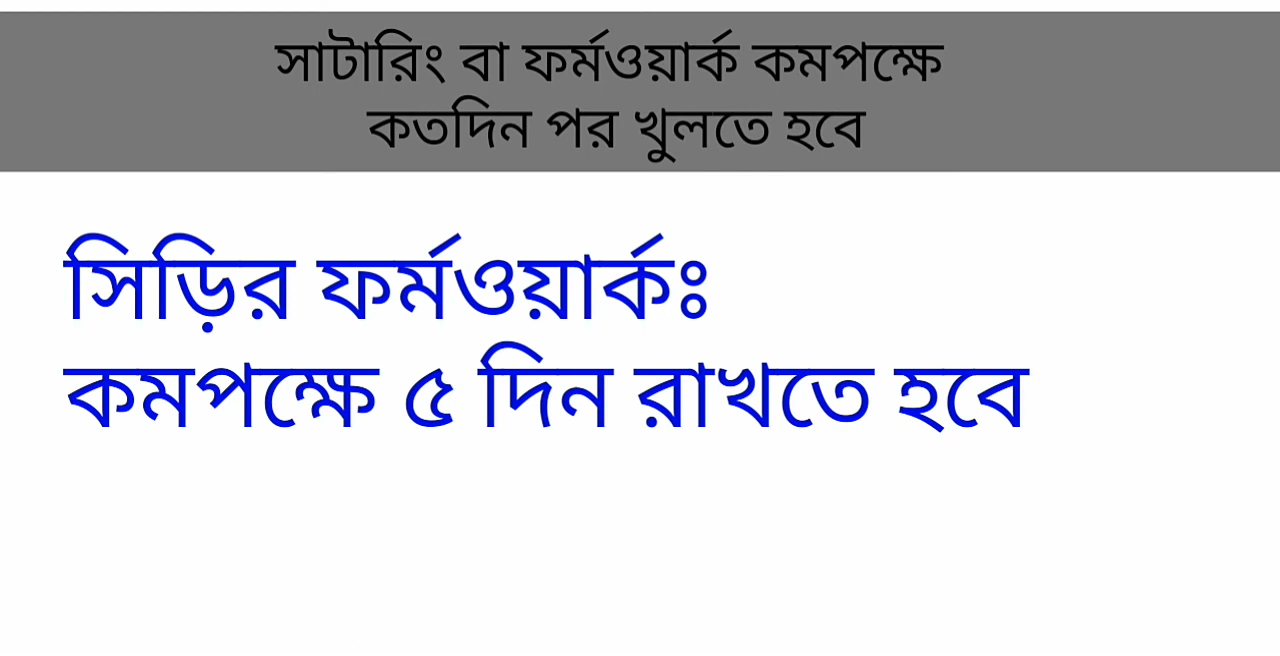 সাটারিং বা ফর্মওয়ার্ক কমপক্ষে
কতদিন পর খুলতে হবে
সিড়ির ফর্মওয়ার্কঃ
কমপক্ষে ৫ দিন রাখতে হবে